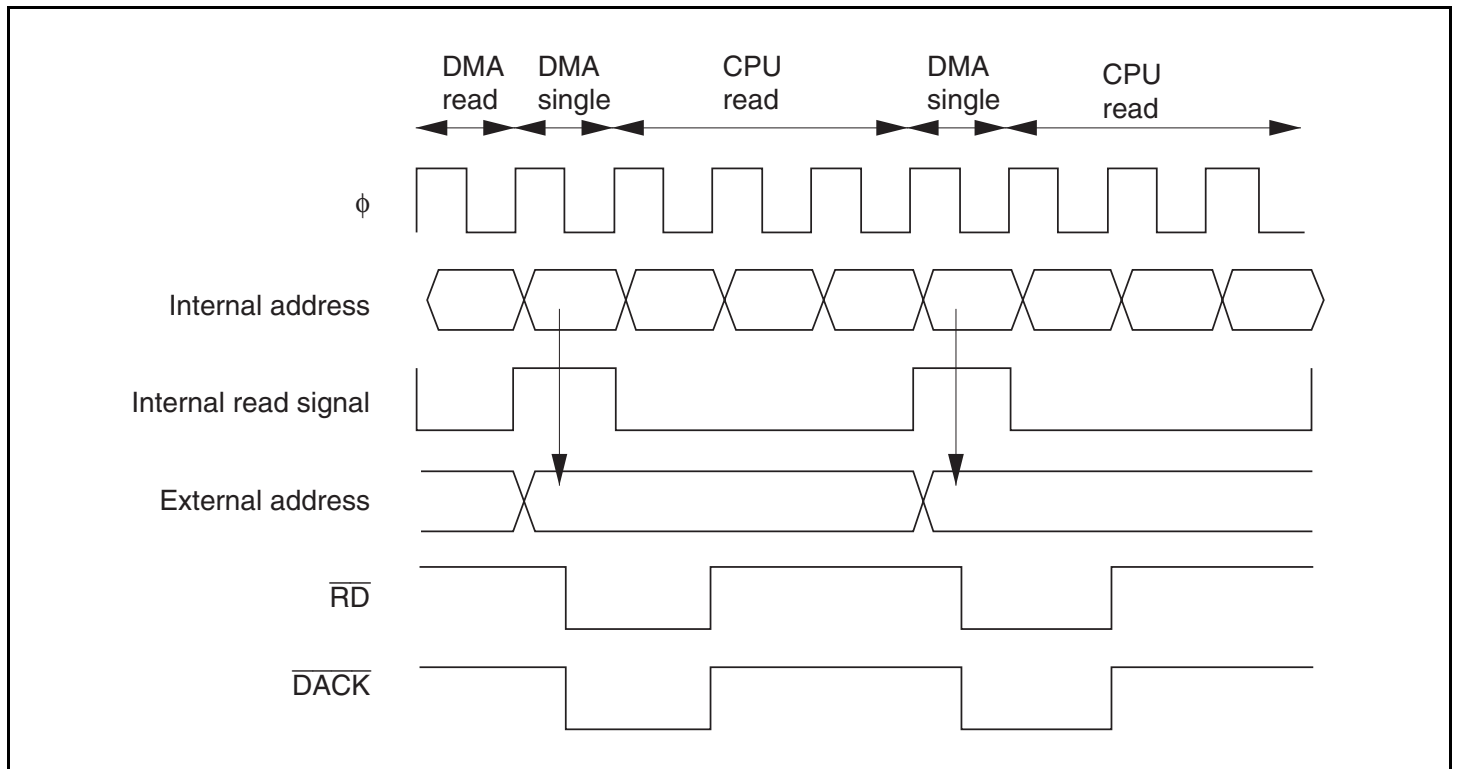 DMA read
DMA single
CPU read
DMA single
CPU read
ϕ
Internal address
Internal read signal
External address
RD
DACK